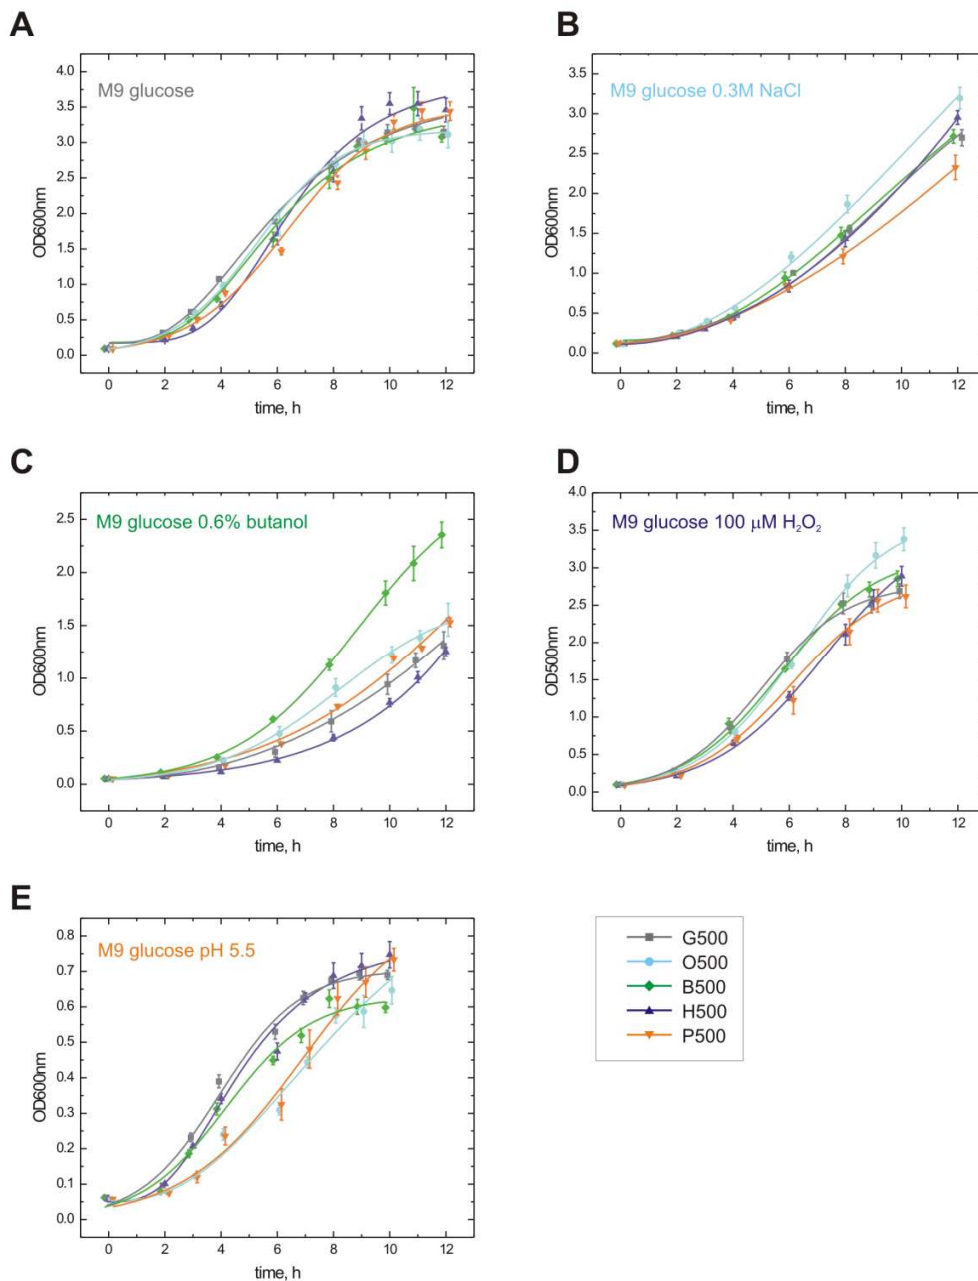 A
M9 glucose
OD600nm
4.0
3.5
3.0
2.5
2.0
1.5
1.0
0.5
0.0
0 2 4 6 8 10 12
time, h
B
M9 glucose 0.3M NaCl
OD600nm
3.5
3.0
2.5
2.0
1.5
1.0
0.5
0.0
0 2 4 6 8 10 12
time, h
C
M9 glucose 0.6% butanol
OD600nm
2.5
2.0
1.5
1.0
0.5
0.0
0 2 4 6 8 10 12
time, h
D
M9 glucose 100 μM H₂O₂
OD500nm
4.0
3.5
3.0
2.5
2.0
1.5
1.0
0.5
0.0
0 2 4 6 8 10 12
time, h
E
M9 glucose pH 5.5
OD600nm
0.8
0.7
0.6
0.5
0.4
0.3
0.2
0.1
0.0
0 2 4 6 8 10 12
time, h
G500
O500
B500
H500
P500